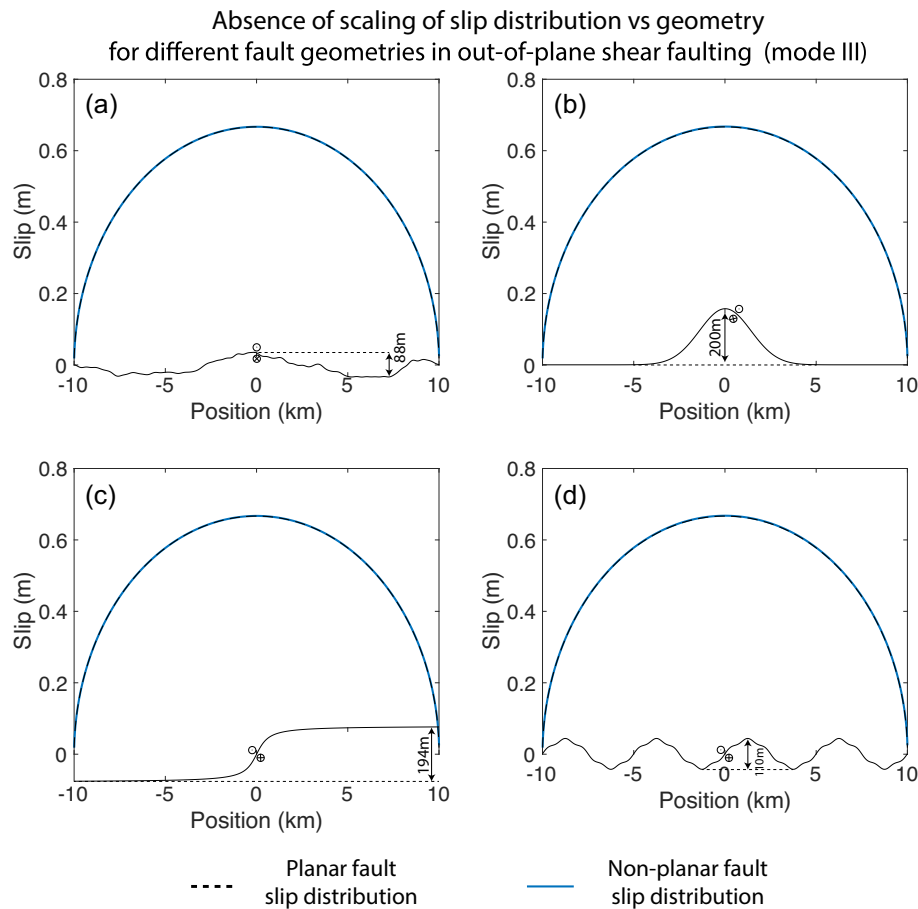 Absence of scaling of slip distribution vs geometry
for different fault geometries in out-of-plane shear faulting (mode III)
(a)
0.8
0.6
0.4
0.2
0
Slip (m)
88m
-10 -5 0 5 10
Position (km)
(b)
0.8
0.6
0.4
0.2
0
Slip (m)
200m
-10 -5 0 5 10
Position (km)
(c)
0.8
0.6
0.4
0.2
0
Slip (m)
194m
-10 -5 0 5 10
Position (km)
(d)
0.8
0.6
0.4
0.2
0
Slip (m)
110m
-10 -5 0 5 10
Position (km)
Planar fault
slip distribution
Non-planar fault
slip distribution